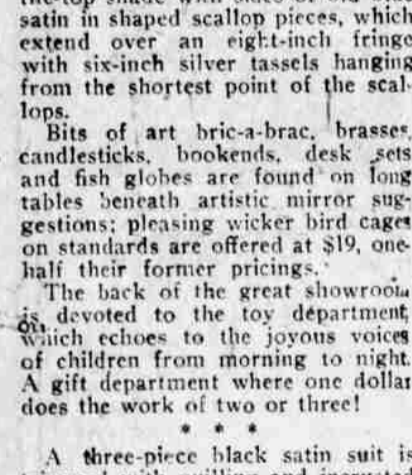 satin in shaped scallop pieces, which
extend over an eight-inch fringe
with six-inch silver tassels hanging
from the shortest point of the scal-
lops.
Bits of art bric-a-brac, brasses,
candlesticks, bookends, desk sets
and fish globes are found on long
tables beneath artistic mirror sug-
gestions; pleasing wicker bird cages
on standards are offered at $19, one-
half their former pricings.
The back of the great showroom
is devoted to the toy department,
which echoes to the joyous voices
of children from morning to night.
A gift department where one dollar
does the work of two or three!
* * *
A three-piece black satin suit is